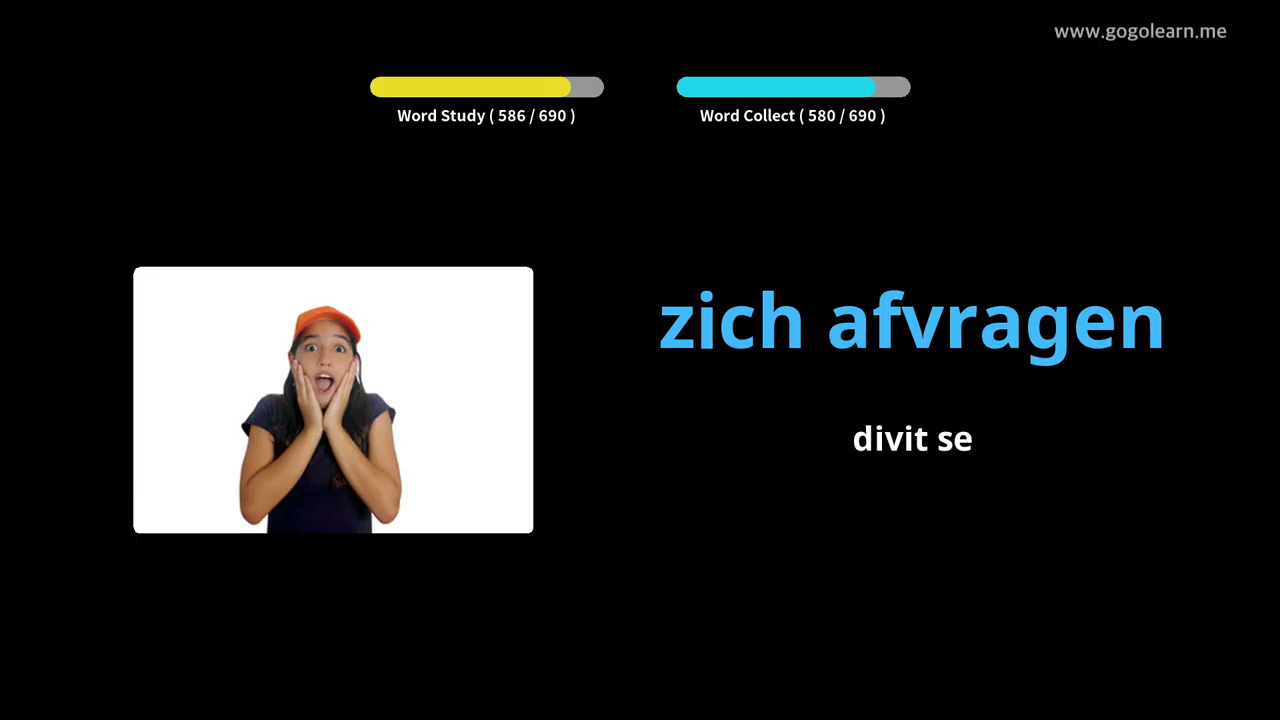 www.gogolearn.me
Word Study ( 586 / 690 )
Word Collect ( 580 / 690 )
zich afvragen
divit se